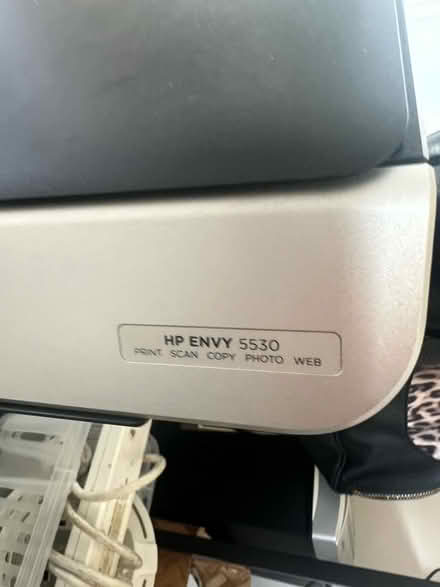 HP ENVY 5530
PRINT SCAN COPY PHOTO WEB